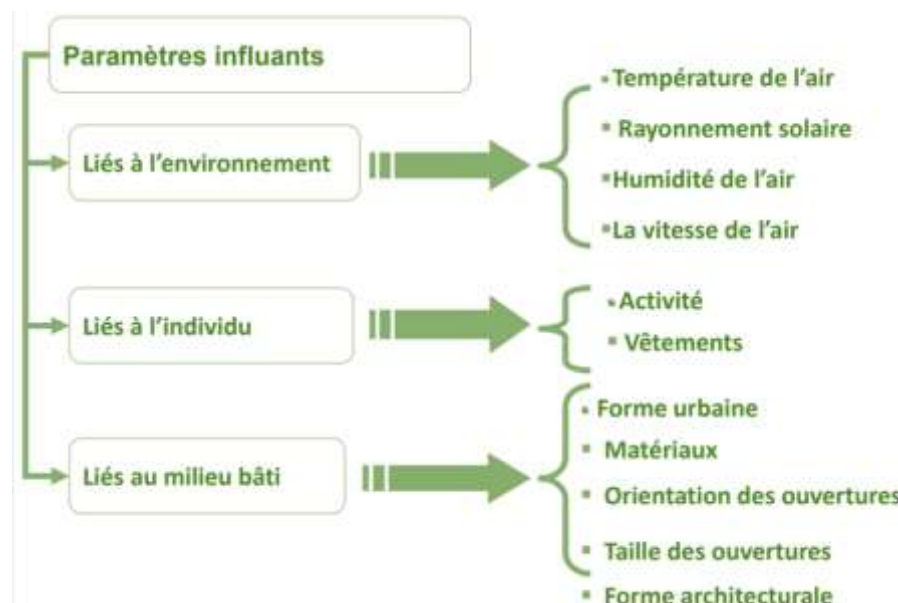 Paramètres influants
Liés à l'environnement
▪ Température de l'air
▪ Rayonnement solaire
▪ Humidité de l'air
▪ La vitesse de l'air
Liés à l'individu
▪ Activité
▪ Vêtements
Liés au milieu bâti
▪ Forme urbaine
▪ Matériaux
▪ Orientation des ouvertures
▪ Taille des ouvertures
▪ Forme architecturale